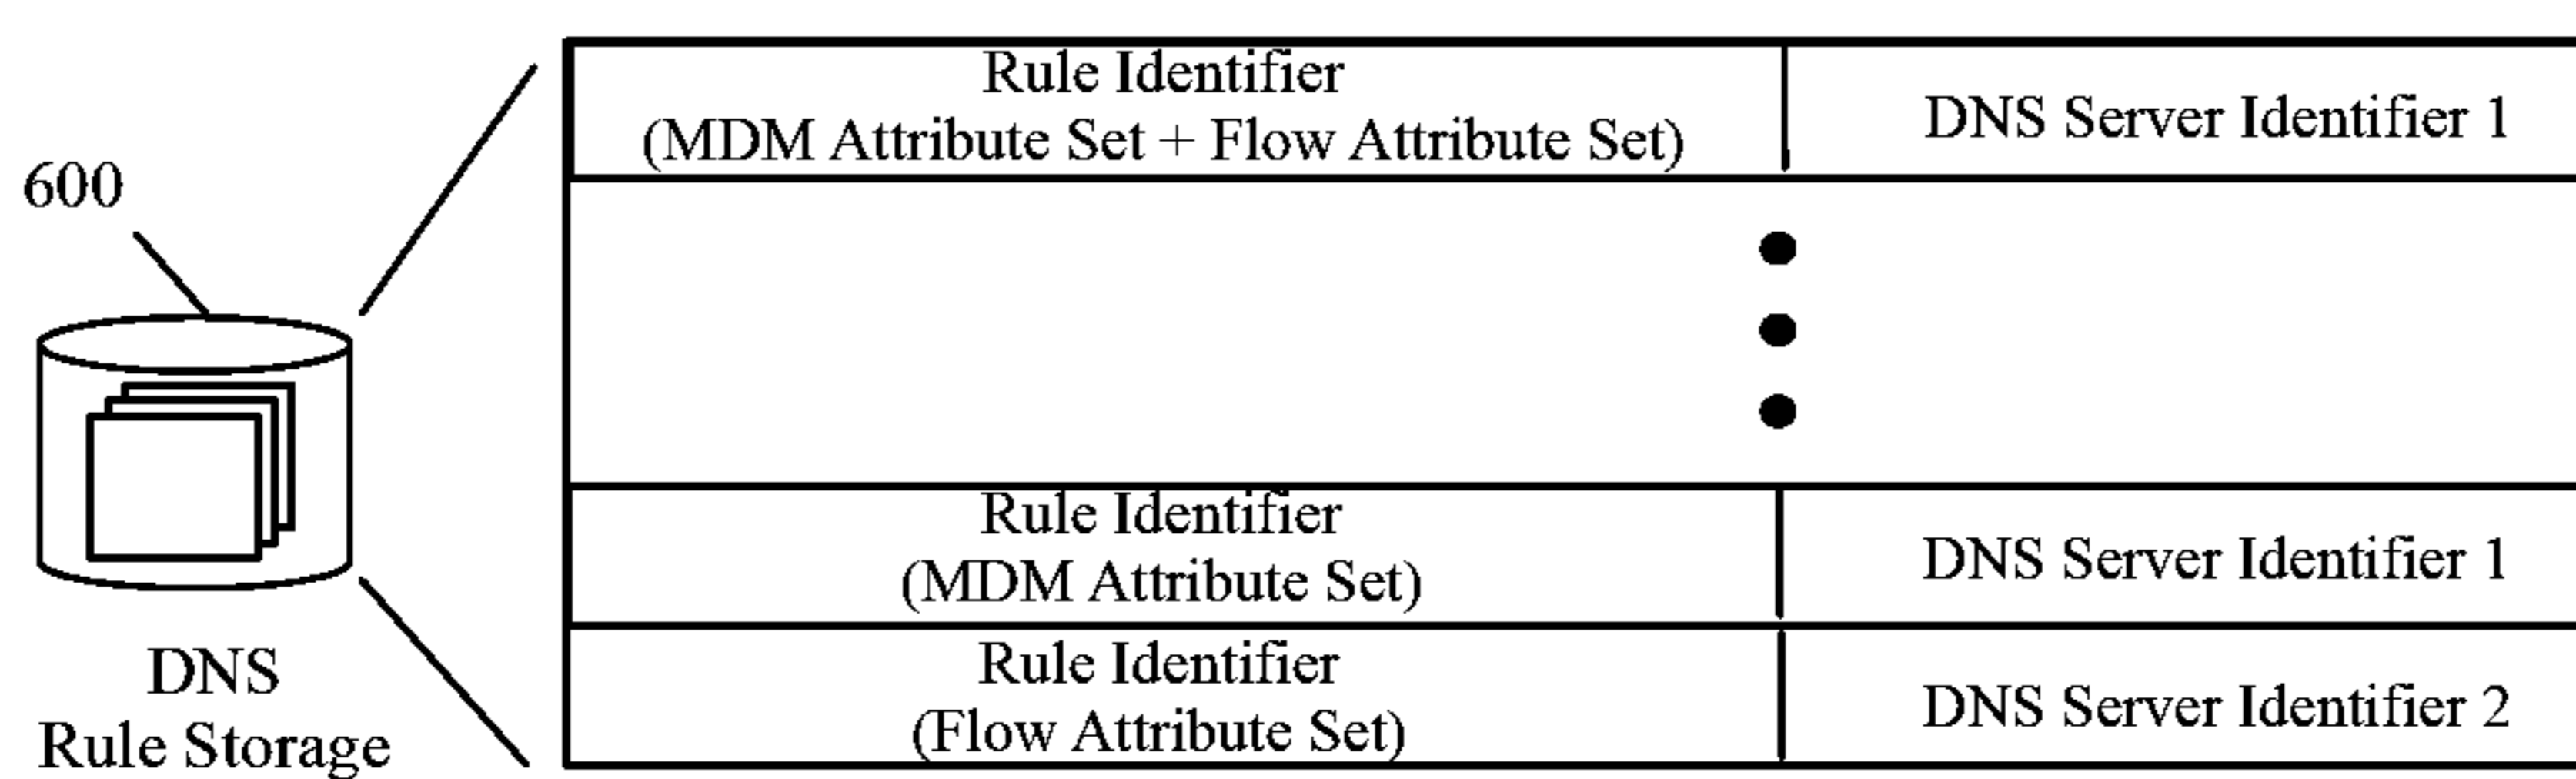 600
DNS
Rule Storage
Rule Identifier
(MDM Attribute Set + Flow Attribute Set)
DNS Server Identifier 1
Rule Identifier
(MDM Attribute Set)
DNS Server Identifier 1
Rule Identifier
(Flow Attribute Set)
DNS Server Identifier 2